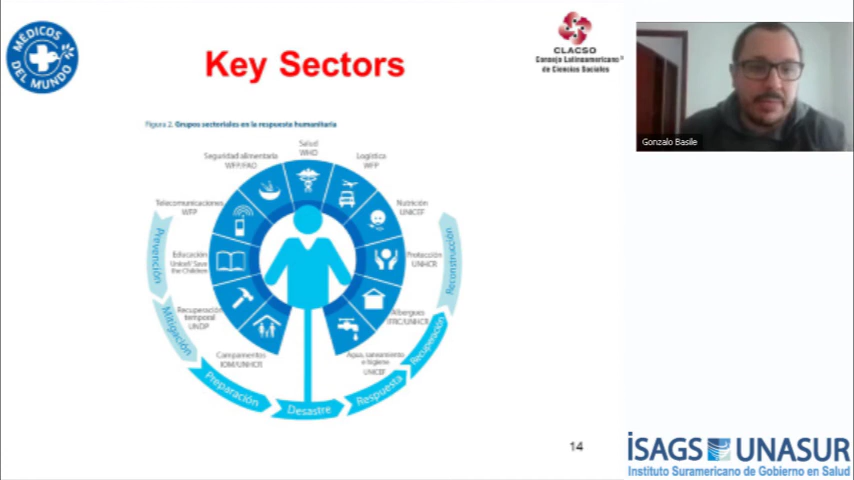 MEDICOS
DEL MUNDO
Key Sectors
CLACSO
Consejo Latinoamericano
de Ciencias Sociales
Gonzalo Basile
Figura 2. Grupos sectoriales en la respuesta humanitaria
Salud
WHO
Seguridad alimentaria
WFP/FAO
Logística
WFP
Telecomunicaciones
WFP
Nutrición
UNICEF
Educación
Unicef/ Save
the Children
Protección
UNHCR
Recuperación
temporal
UNDP
Albergues
IFRC/UNHCR
Campamentos
IOM/UNHCR
Agua, saneamiento
e higiene
UNICEF
Prevención
Mitigación
Preparación
Desastre
Respuesta
Recuperación
Reconstrucción
14
iSAGS UNASUR
Instituto Suramericano de Gobierno en Salud